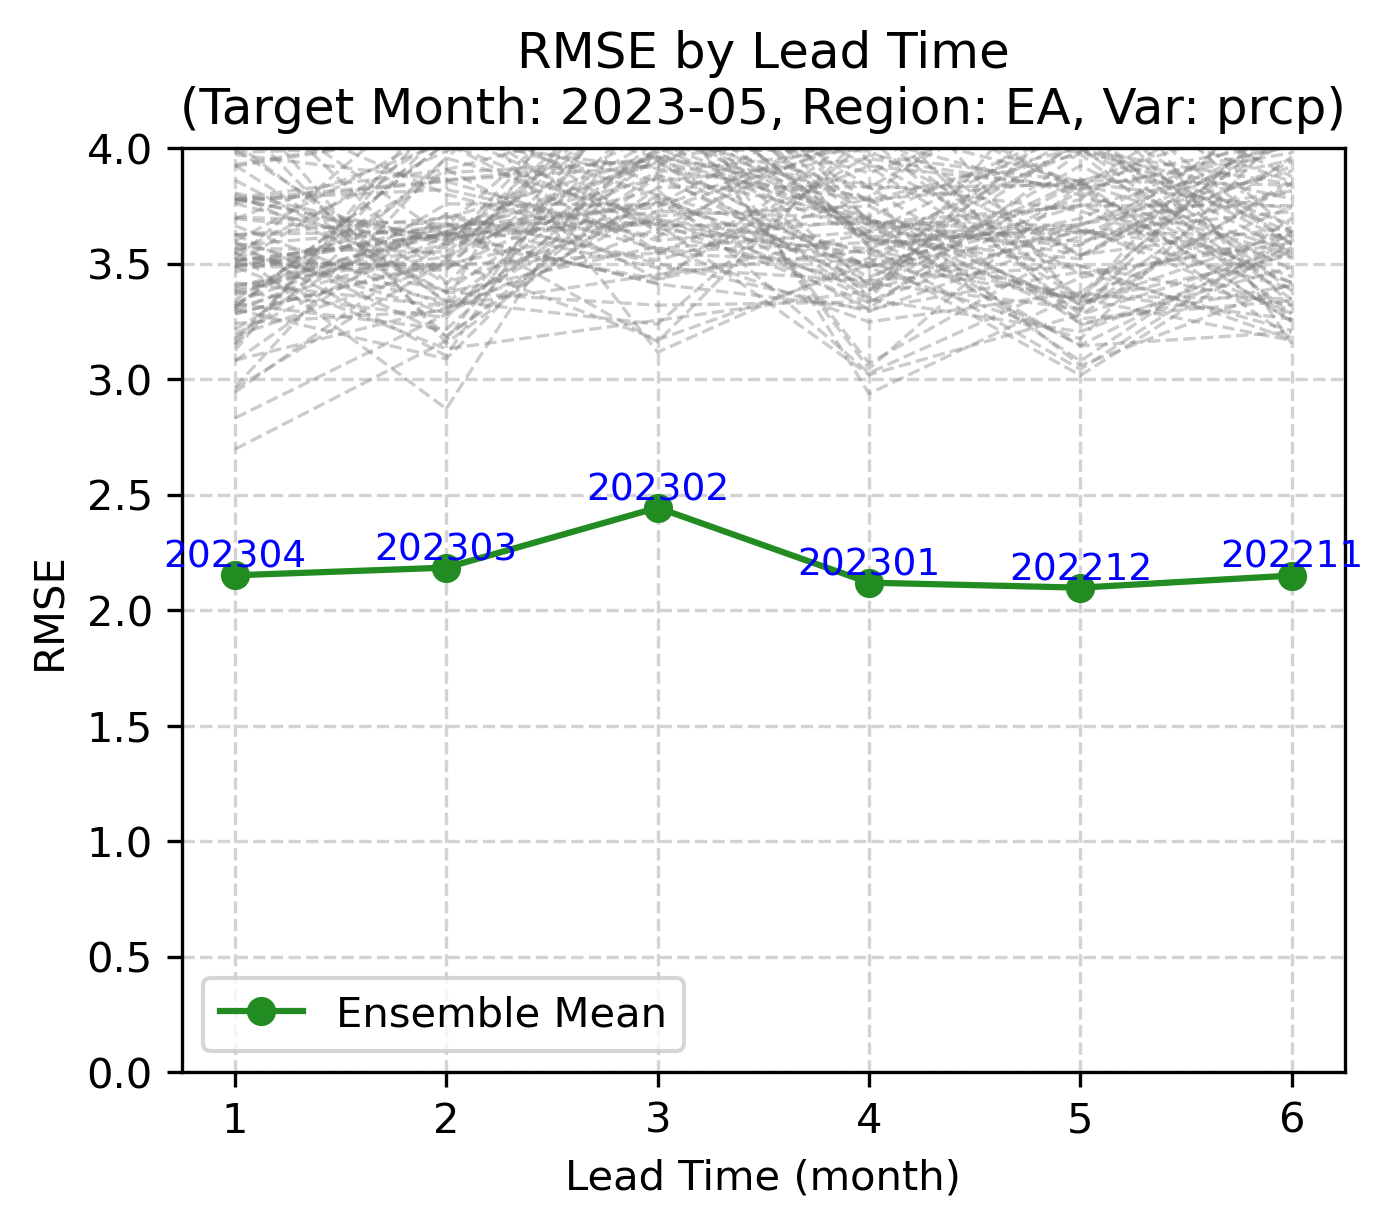 RMSE by Lead Time
(Target Month: 2023-05, Region: EA, Var: prcp)
4.0
3.5
3.0
2.5
2.0
1.5
1.0
0.5
0.0
RMSE
202304
202303
202302
202301
202212
202211
Ensemble Mean
1 2 3 4 5 6
Lead Time (month)